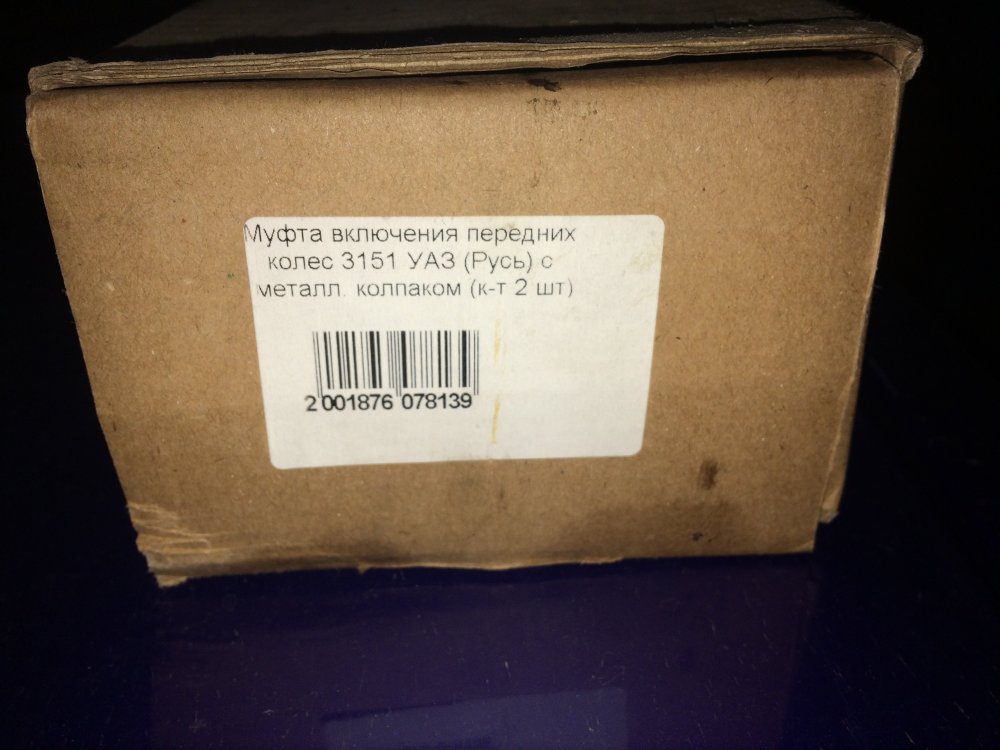 Муфта включения передних
колес 3151 УАЗ (Русь) с
металл. колпаком (к-т 2 шт)
2 001876 078139